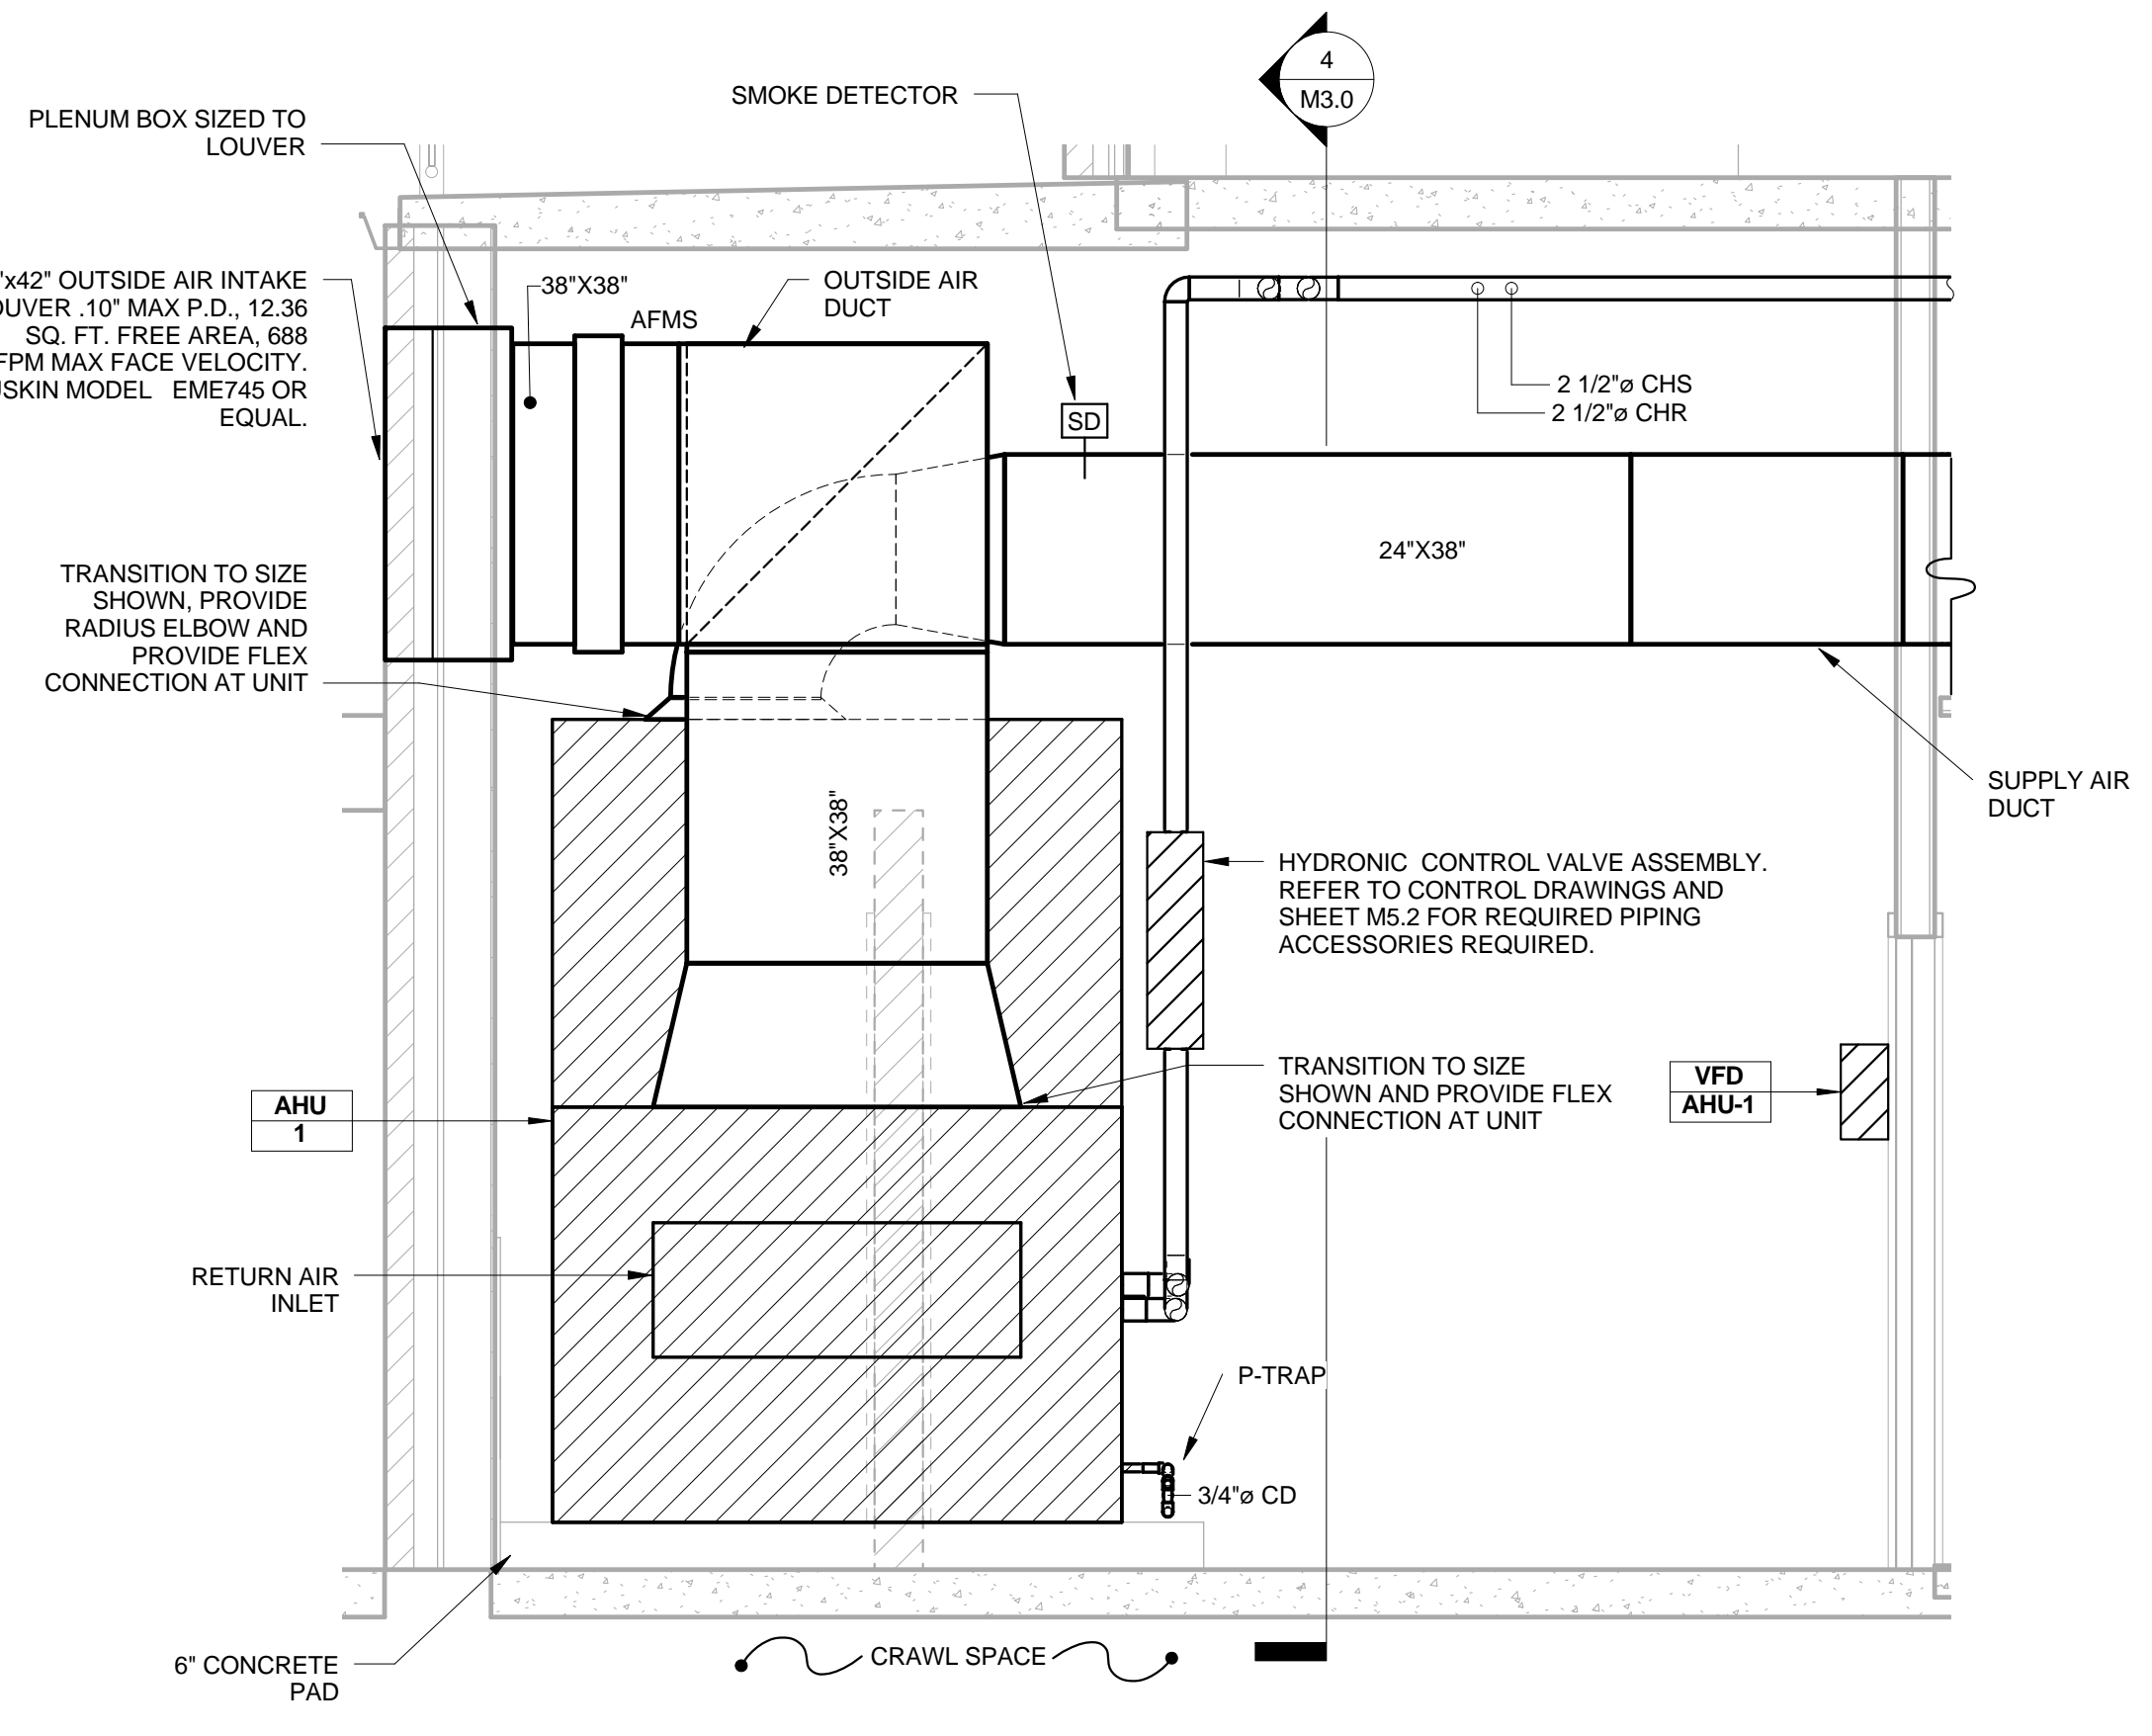 4
M3.0
SMOKE DETECTOR
PLENUM BOX SIZED TO
LOUVER
"x42" OUTSIDE AIR INTAKE
OUVER .10" MAX P.D., 12.36
SQ. FT. FREE AREA, 688
FPM MAX FACE VELOCITY.
USKIN MODEL EME745 OR
EQUAL.
38"X38"
AFMS
OUTSIDE AIR
DUCT
2 1/2"ø CHS
2 1/2"ø CHR
SD
24"X38"
TRANSITION TO SIZE
SHOWN, PROVIDE
RADIUS ELBOW AND
PROVIDE FLEX
CONNECTION AT UNIT
SUPPLY AIR
DUCT
38"X38"
HYDRONIC CONTROL VALVE ASSEMBLY.
REFER TO CONTROL DRAWINGS AND
SHEET M5.2 FOR REQUIRED PIPING
ACCESSORIES REQUIRED.
TRANSITION TO SIZE
SHOWN AND PROVIDE FLEX
CONNECTION AT UNIT
VFD
AHU-1
AHU
1
RETURN AIR
INLET
P-TRAP
3/4"ø CD
CRAWL SPACE
6" CONCRETE
PAD